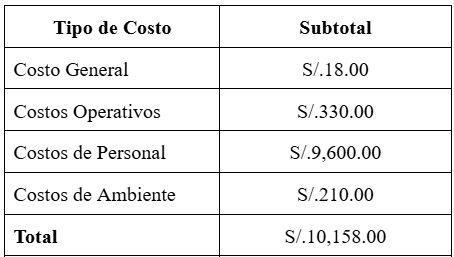 Tipo de Costo Subtotal
Costo General S/.18.00
Costos Operativos S/.330.00
Costos de Personal S/.9,600.00
Costos de Ambiente S/.210.00
Total S/.10,158.00